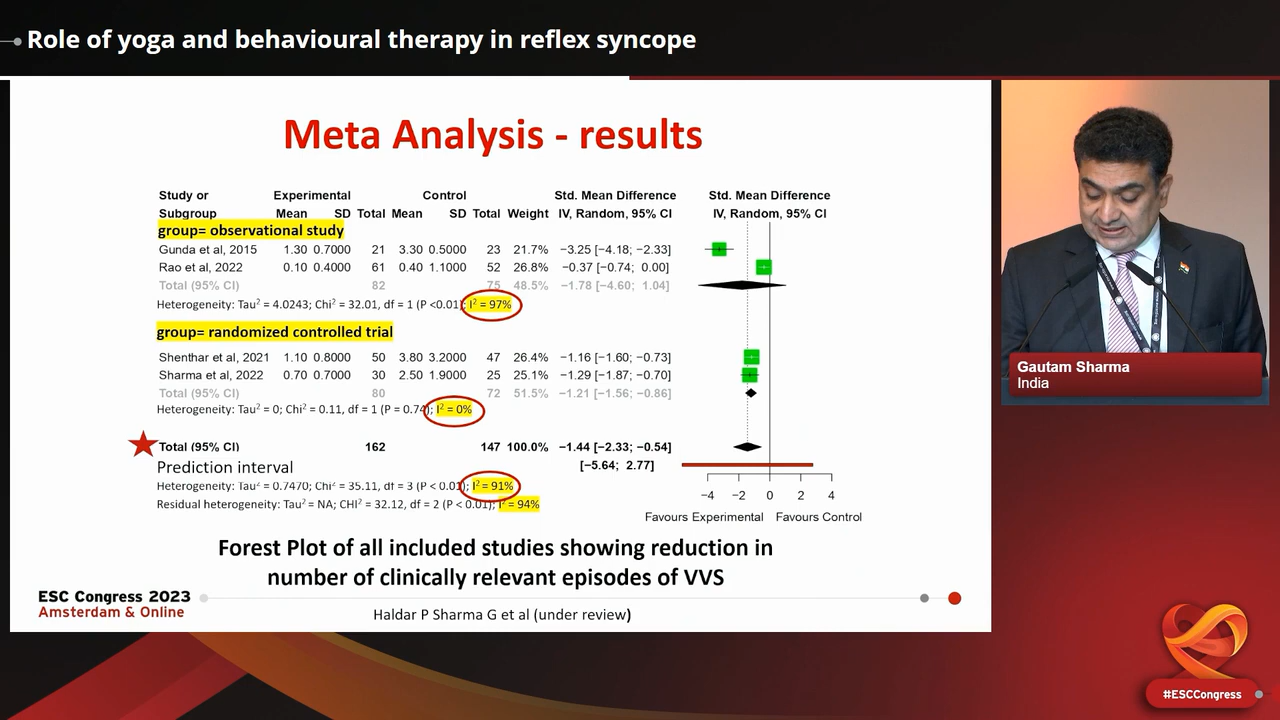 Role of yoga and behavioural therapy in reflex syncope
Meta Analysis - results
Study or Experimental Control Std. Mean Difference Std. Mean Difference
Subgroup Mean SD Total Mean SD Total Weight IV, Random, 95% CI IV, Random, 95% CI
group= observational study
Gunda et al, 2015 1.30 0.7000 21 3.30 0.5000 23 21.7% −3.25 [−4.18; −2.33]
Rao et al, 2022 0.10 0.4000 61 0.40 1.1000 52 26.8% −0.37 [−0.74; 0.00]
Total (95% CI) 82 75 48.5% −1.78 [−4.60; 1.04]
Heterogeneity: Tau² = 4.0243; Chi² = 32.01, df = 1 (P <0.01); I² = 97%
group= randomized controlled trial
Shenthar et al, 2021 1.10 0.8000 50 3.80 3.2000 47 26.4% −1.16 [−1.60; −0.73]
Sharma et al, 2022 0.70 0.7000 30 2.50 1.9000 25 25.1% −1.29 [−1.87; −0.70]
Total (95% CI) 80 72 51.5% −1.21 [−1.56; −0.86]
Heterogeneity: Tau² = 0; Chi² = 0.11, df = 1 (P = 0.74); I² = 0%
Total (95% CI) 162 147 100.0% −1.44 [−2.33; −0.54]
Prediction interval [−5.64; 2.77]
Heterogeneity: Tau² = 0.7470; Chi² = 35.11, df = 3 (P < 0.01); I² = 91%
−4 −2 0 2 4
Residual heterogeneity: Tau² = NA; CHI² = 32.12, df = 2 (P < 0.01); I² = 94%
Favours Experimental Favours Control
Forest Plot of all included studies showing reduction in
number of clinically relevant episodes of VVS
ESC Congress 2023
Amsterdam & Online
Haldar P Sharma G et al (under review)
Gautam Sharma
India
#ESCCongress